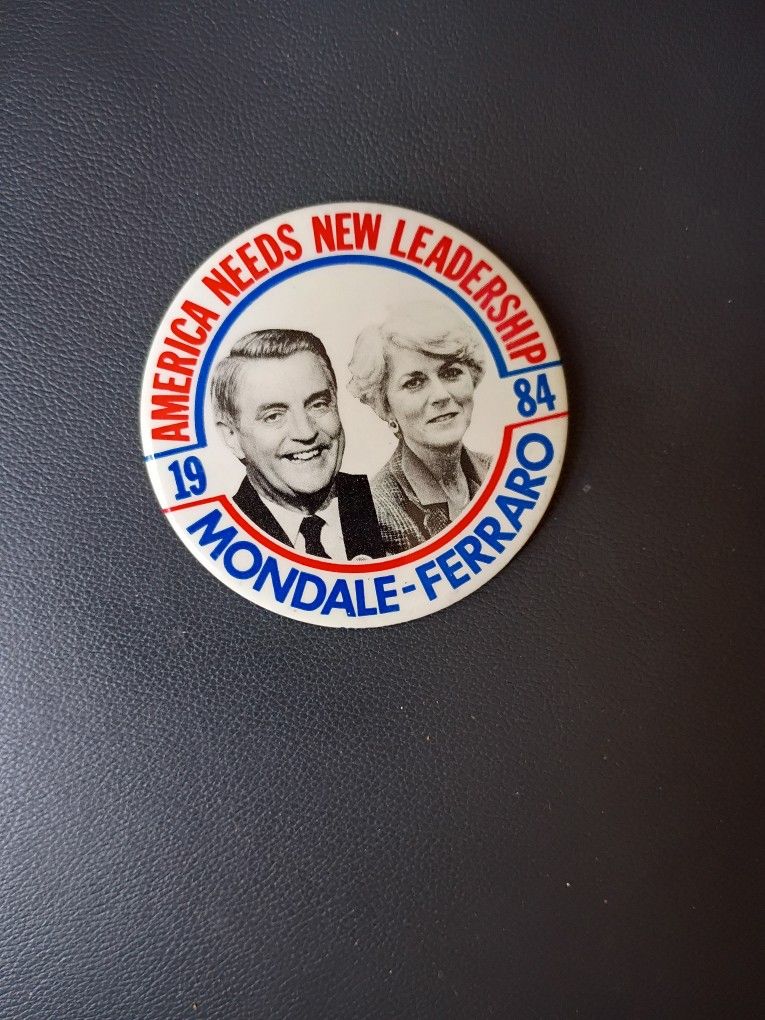 AMERICA NEEDS NEW LEADERSHIP
19 84
MONDALE-FERRARO